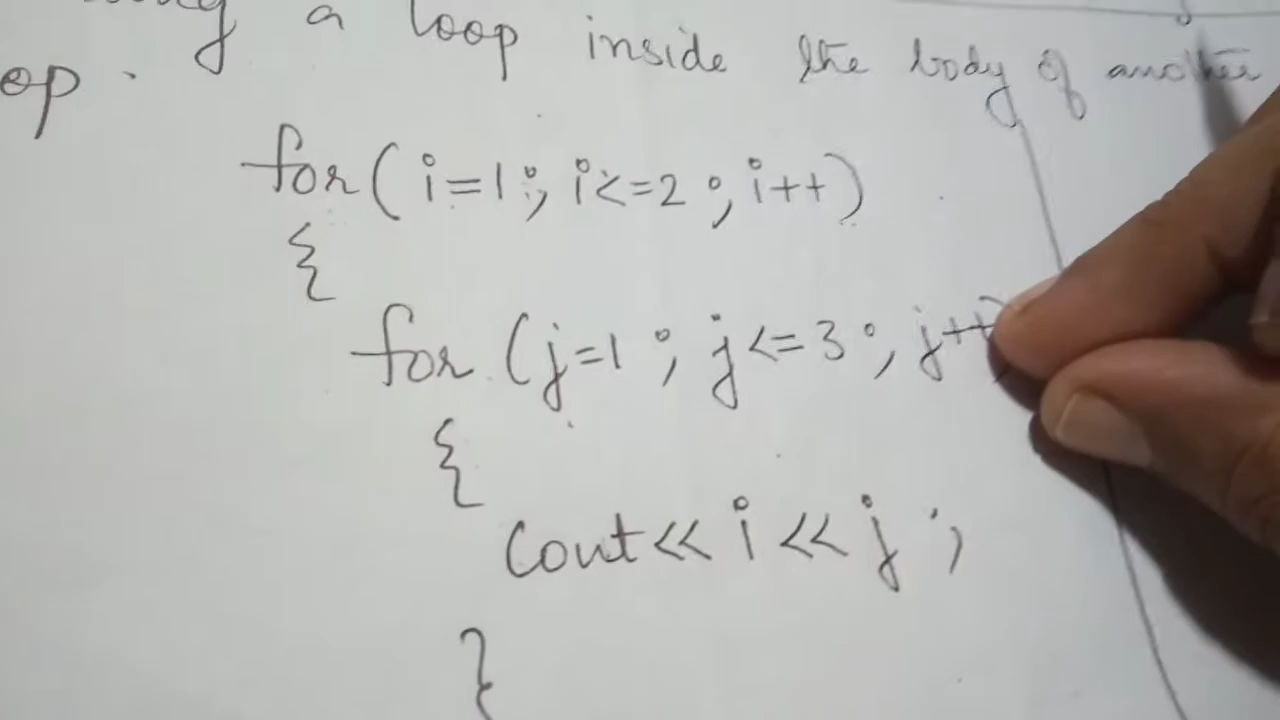 a loop inside the body of another
op.
for(i=1; i<=2; i++)
{
for (j=1; j<=3; j++)
{
Cout<< i << j ;
}